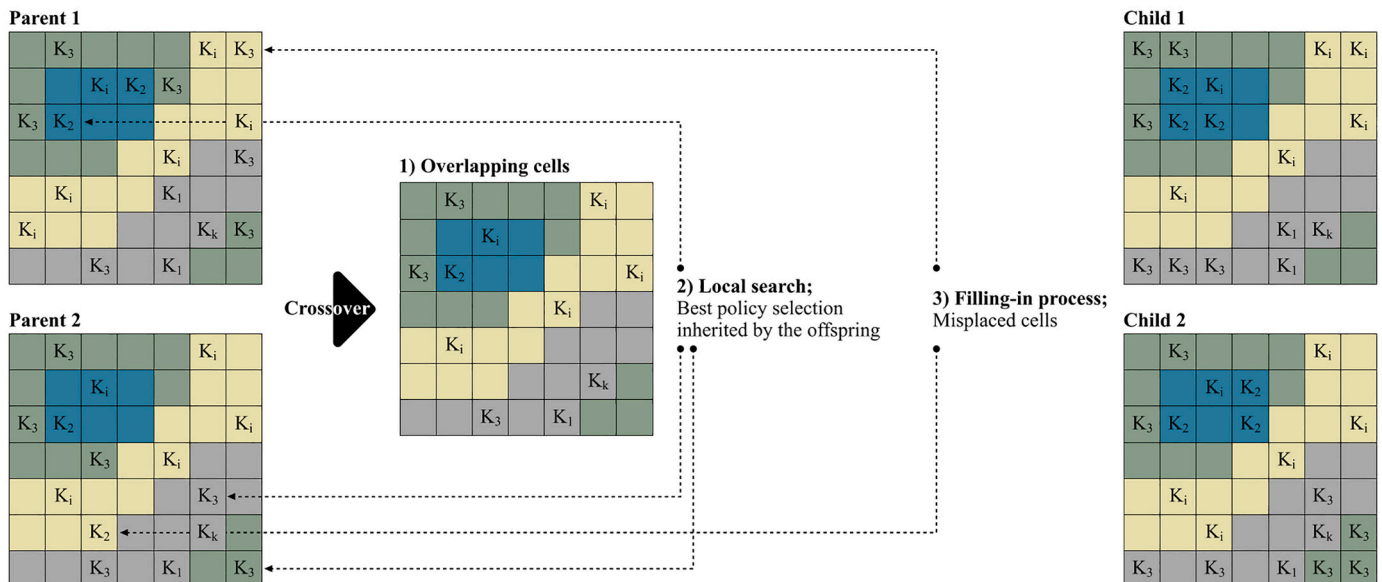 Parent 1
K3 Ki K3
Ki K2 K3
K3 K2 Ki
Ki K3
Ki K1
Ki Kk K3
K3 K1
Parent 2
K3 Ki
Ki
K3 K2 Ki
K3 Ki
Ki K3
K2 Kk
K3 K1 K3
Crossover
1) Overlapping cells
K3 Ki
Ki
K3 K2 Ki
Ki
Ki
Kk
K3 K1
2) Local search;
Best policy selection
inherited by the offspring
3) Filling-in process;
Misplaced cells
Child 1
K3 K3 Ki Ki
K2 Ki
K3 K2 K2 Ki
Ki
Ki
K1 Kk
K3 K3 K3 K1
Child 2
K3 Ki
Ki K2
K3 K2 K2 Ki
Ki
Ki K3
Ki Kk K3
K3 K3 K1 K3 K3